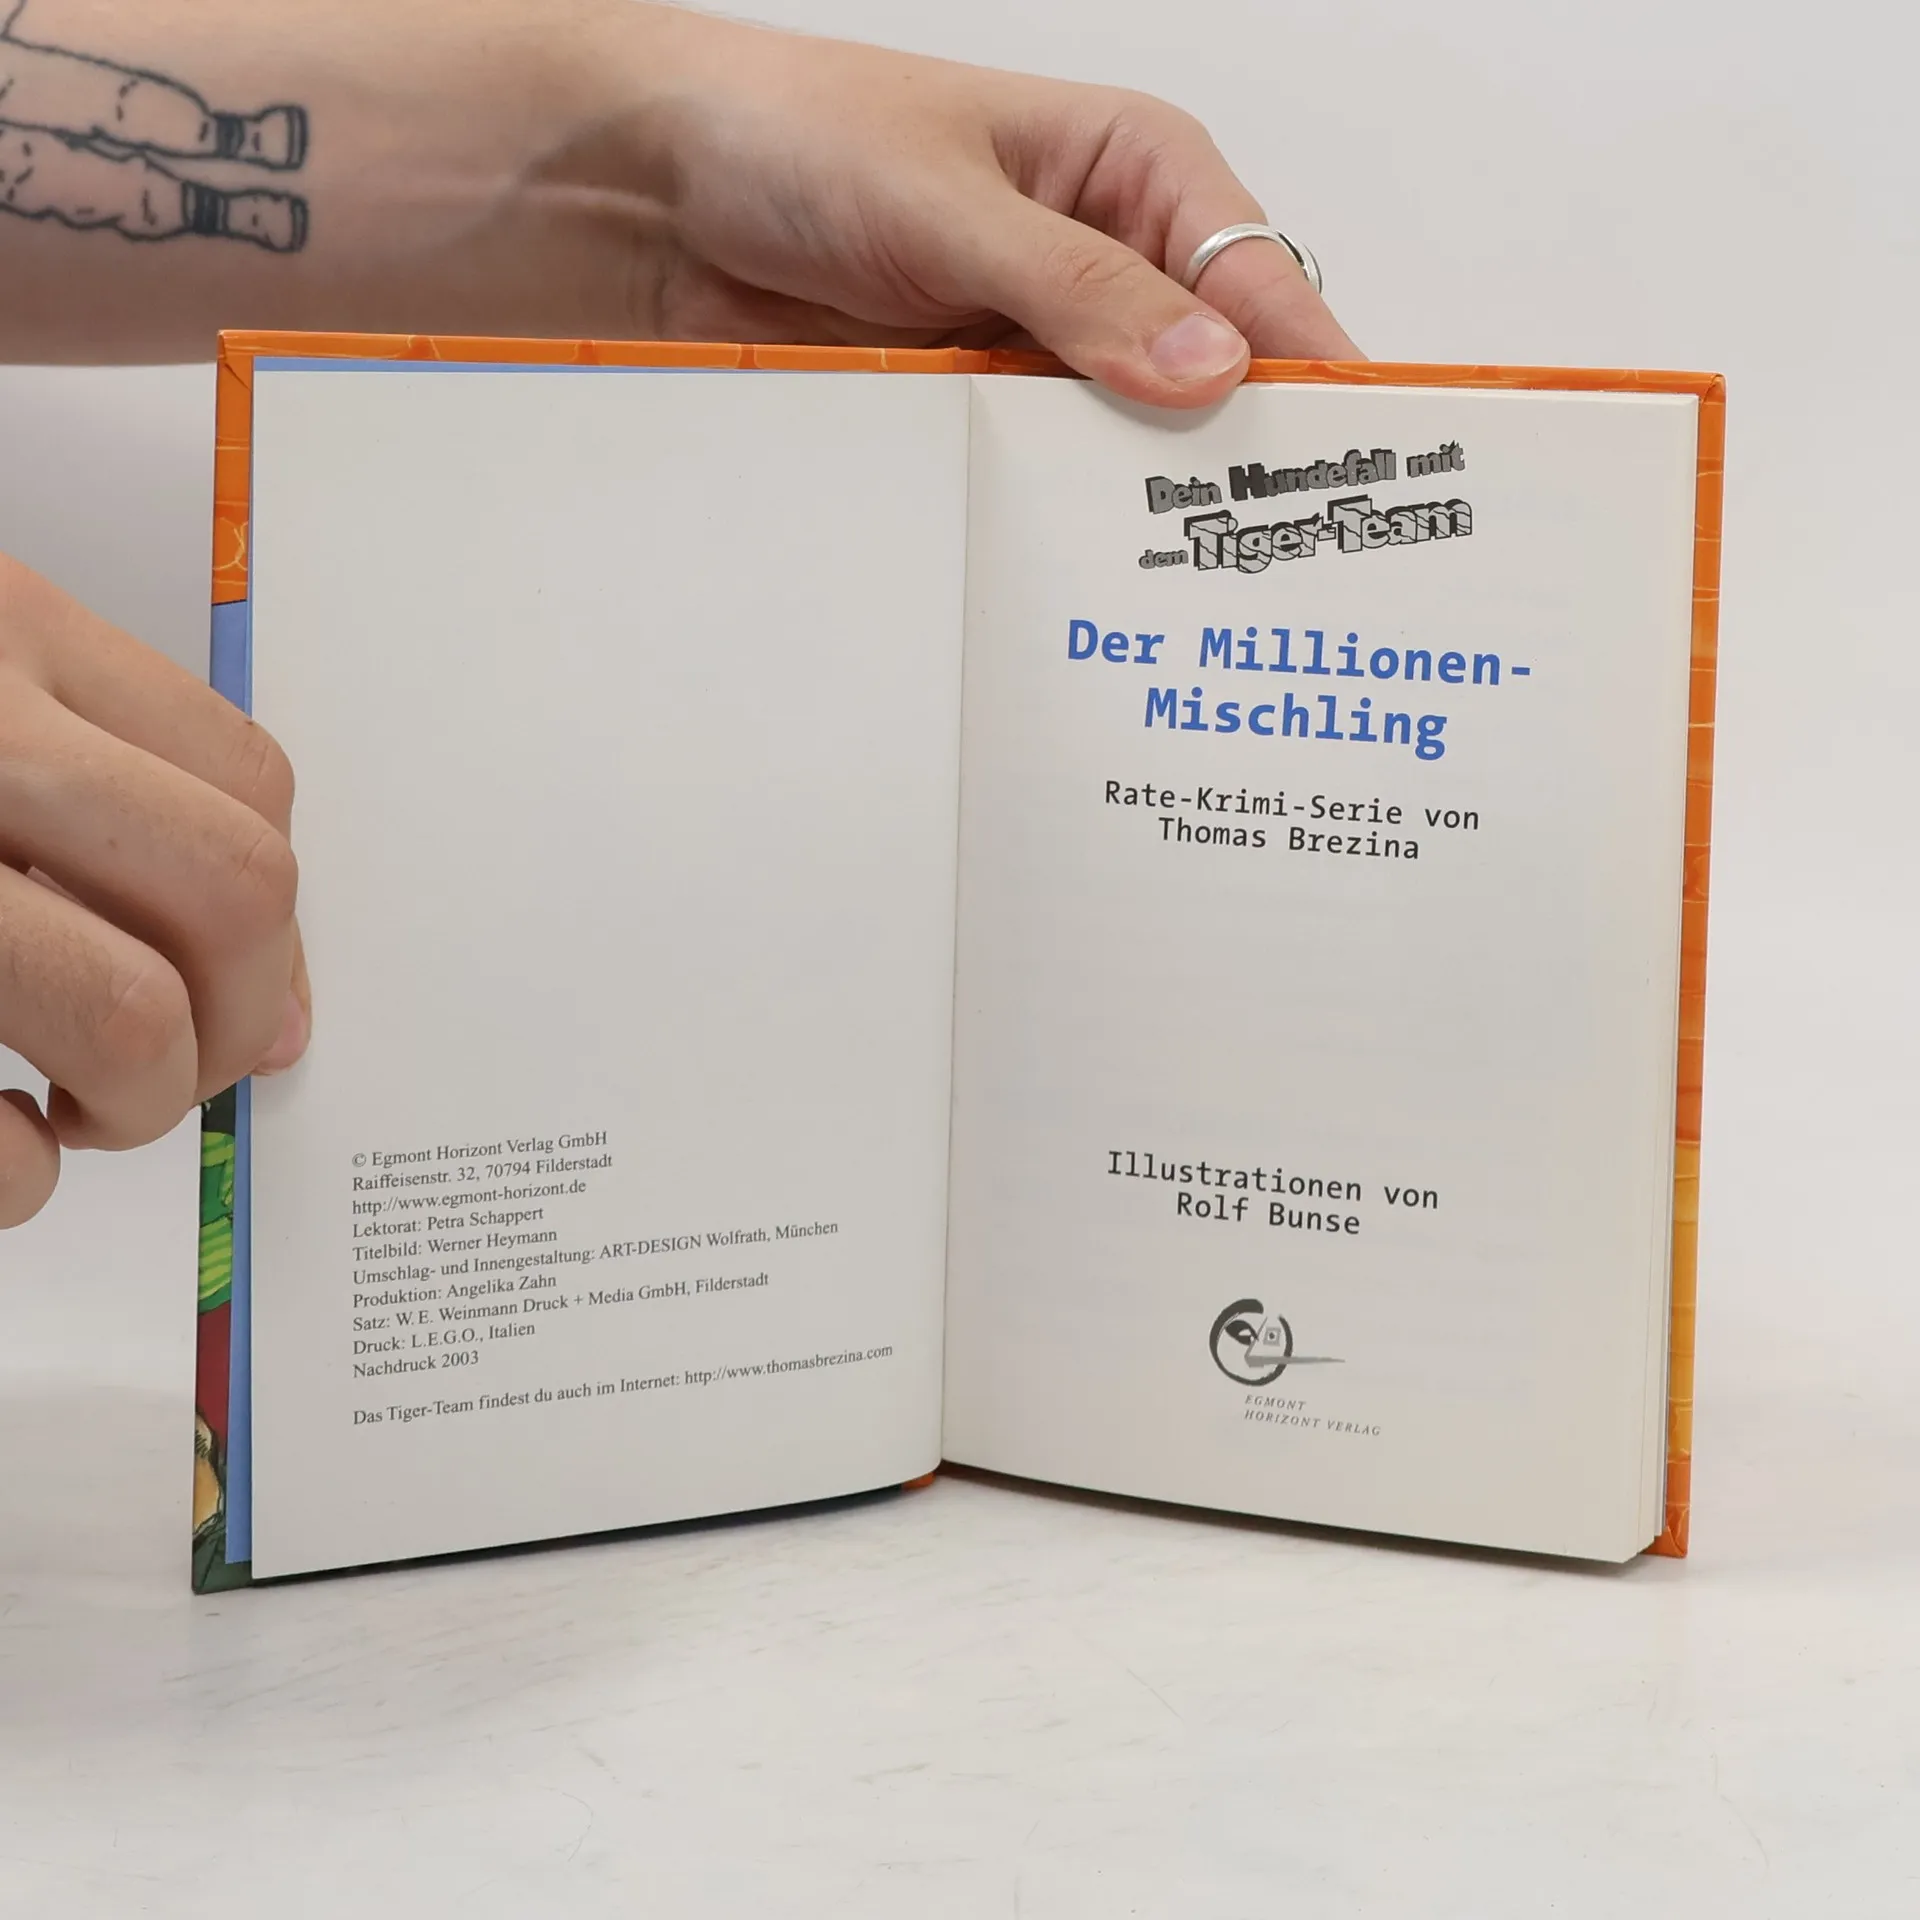 © Egmont Horizont Verlag GmbH
Raiffeisenstr. 32, 70794 Filderstadt
http://www.egmont-horizont.de
Lektorat: Petra Schappert
Titelbild: Werner Heymann
Umschlag- und Innengestaltung: ART-DESIGN Wolfrath, München
Produktion: Angelika Zahn
Satz: W. E. Weinmann Druck + Media GmbH, Filderstadt
Druck: L.E.G.O., Italien
Nachdruck 2003
Das Tiger-Team findest du auch im Internet: http://www.thomasbrezina.com
Dein Hundefall mit
dem Tiger-Team
Der Millionen-
Mischling
Rate-Krimi-Serie von
Thomas Brezina
Illustrationen von
Rolf Bunse
EGMONT
HORIZONT VERLAG